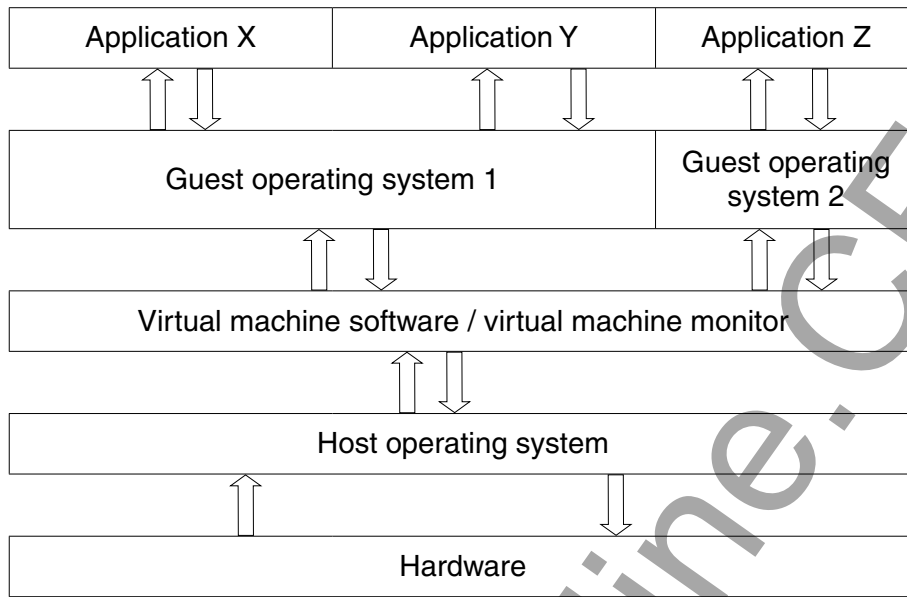 Application X
Application Y
Application Z
Guest operating system 1
Guest operating
system 2
Virtual machine software / virtual machine monitor
Host operating system
Hardware